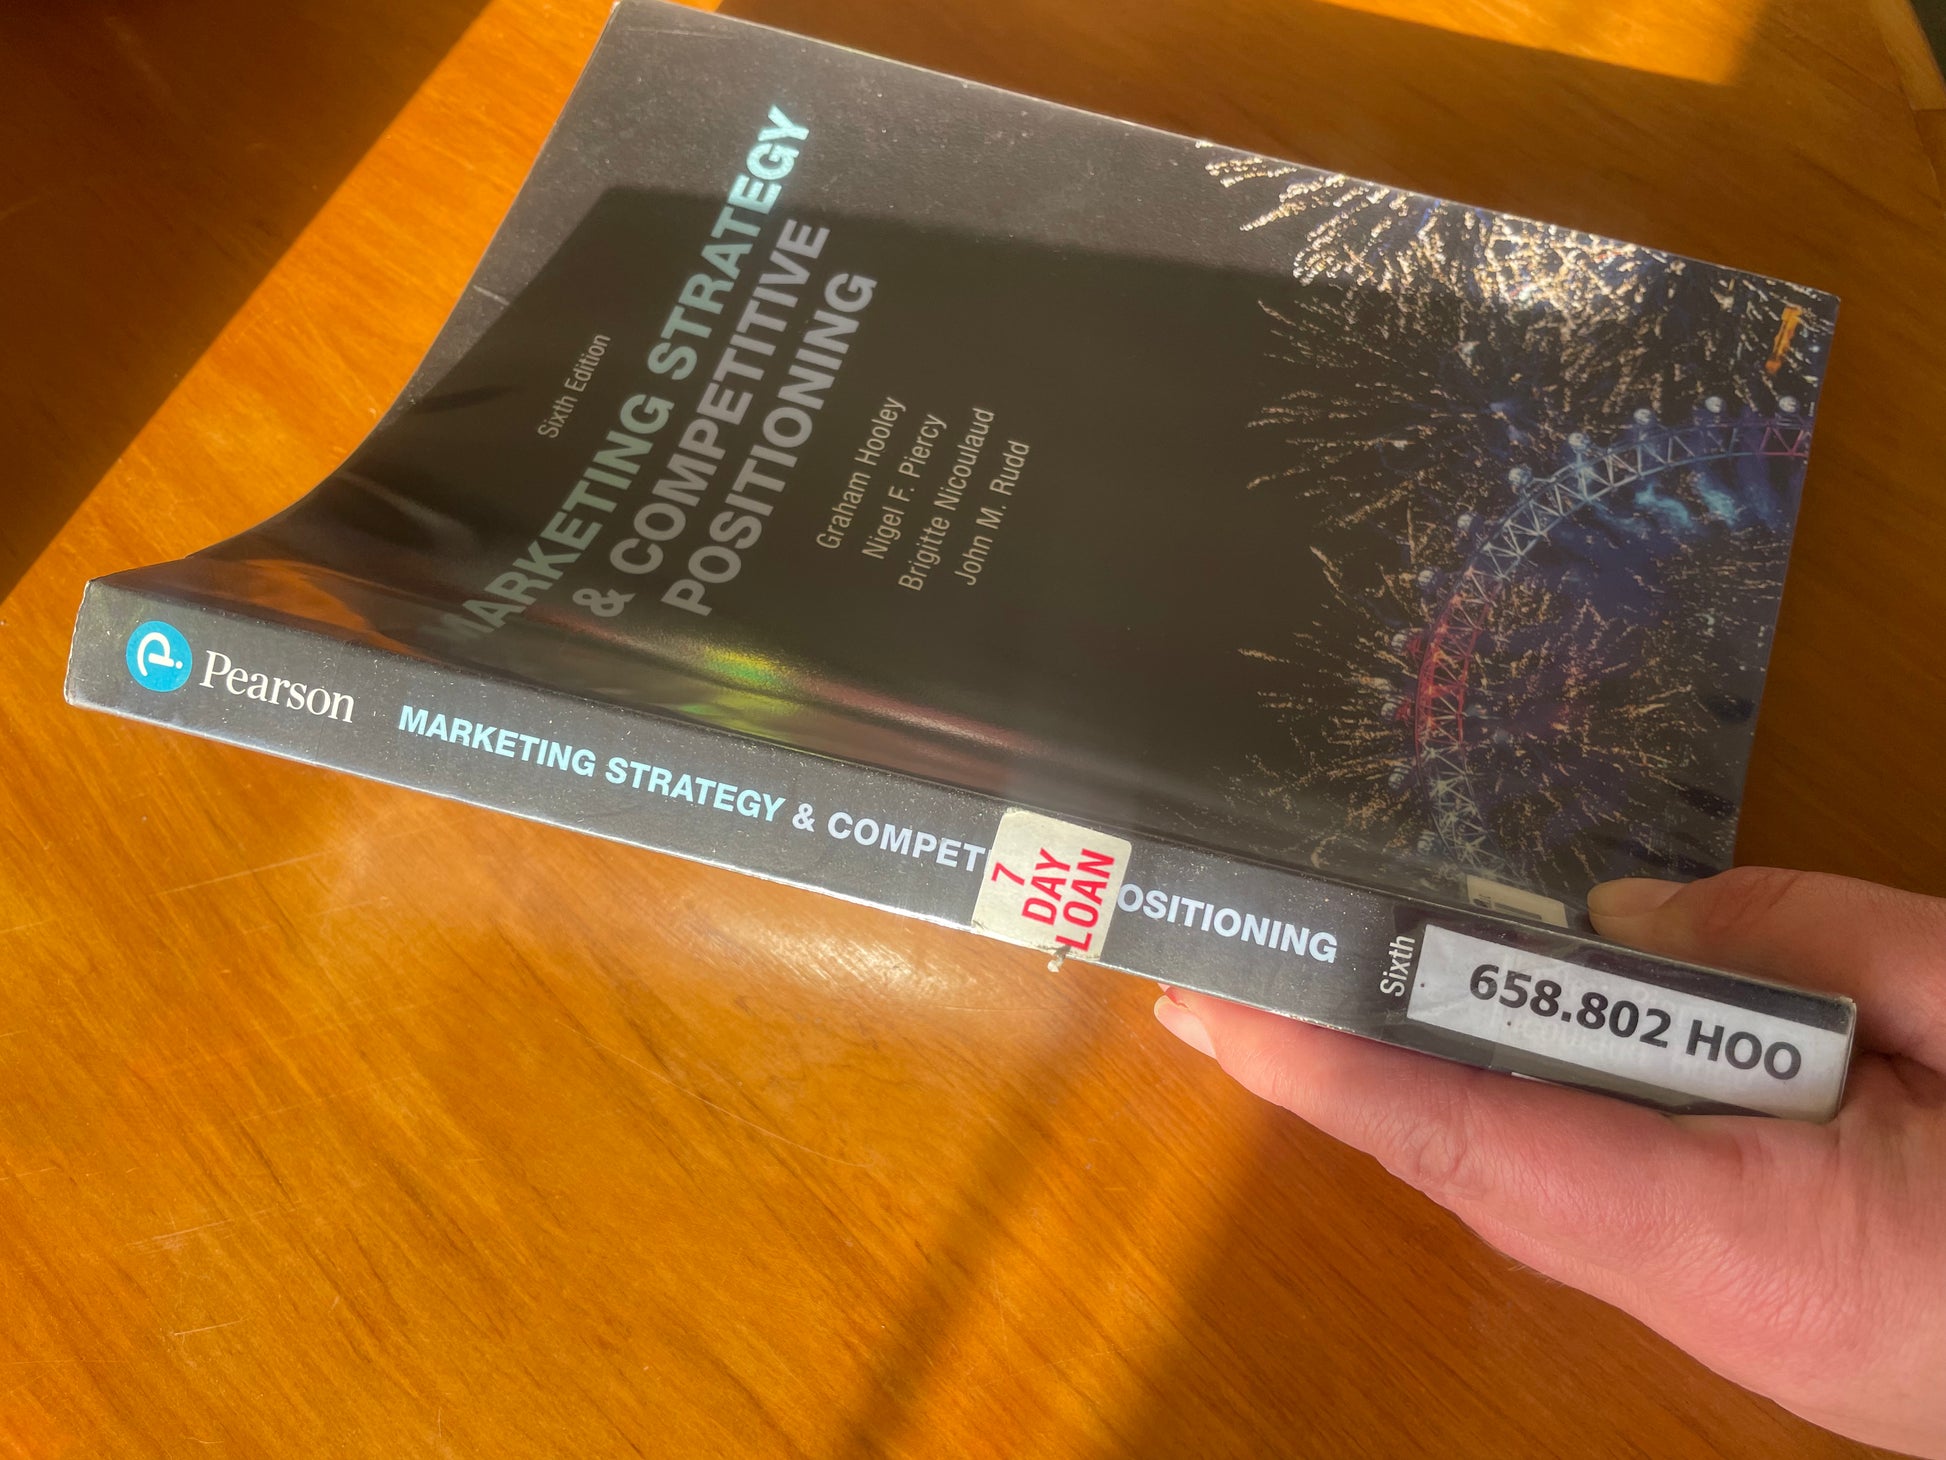 Sixth Edition
MARKETING STRATEGY
& COMPETITIVE
POSITIONING
Graham Hooley
Nigel F. Piercy
Brigitte Nicoulaud
John M. Rudd
Pearson
MARKETING STRATEGY & COMPET OSITIONING
7
DAY
LOAN
Sixth
658.802 HOO